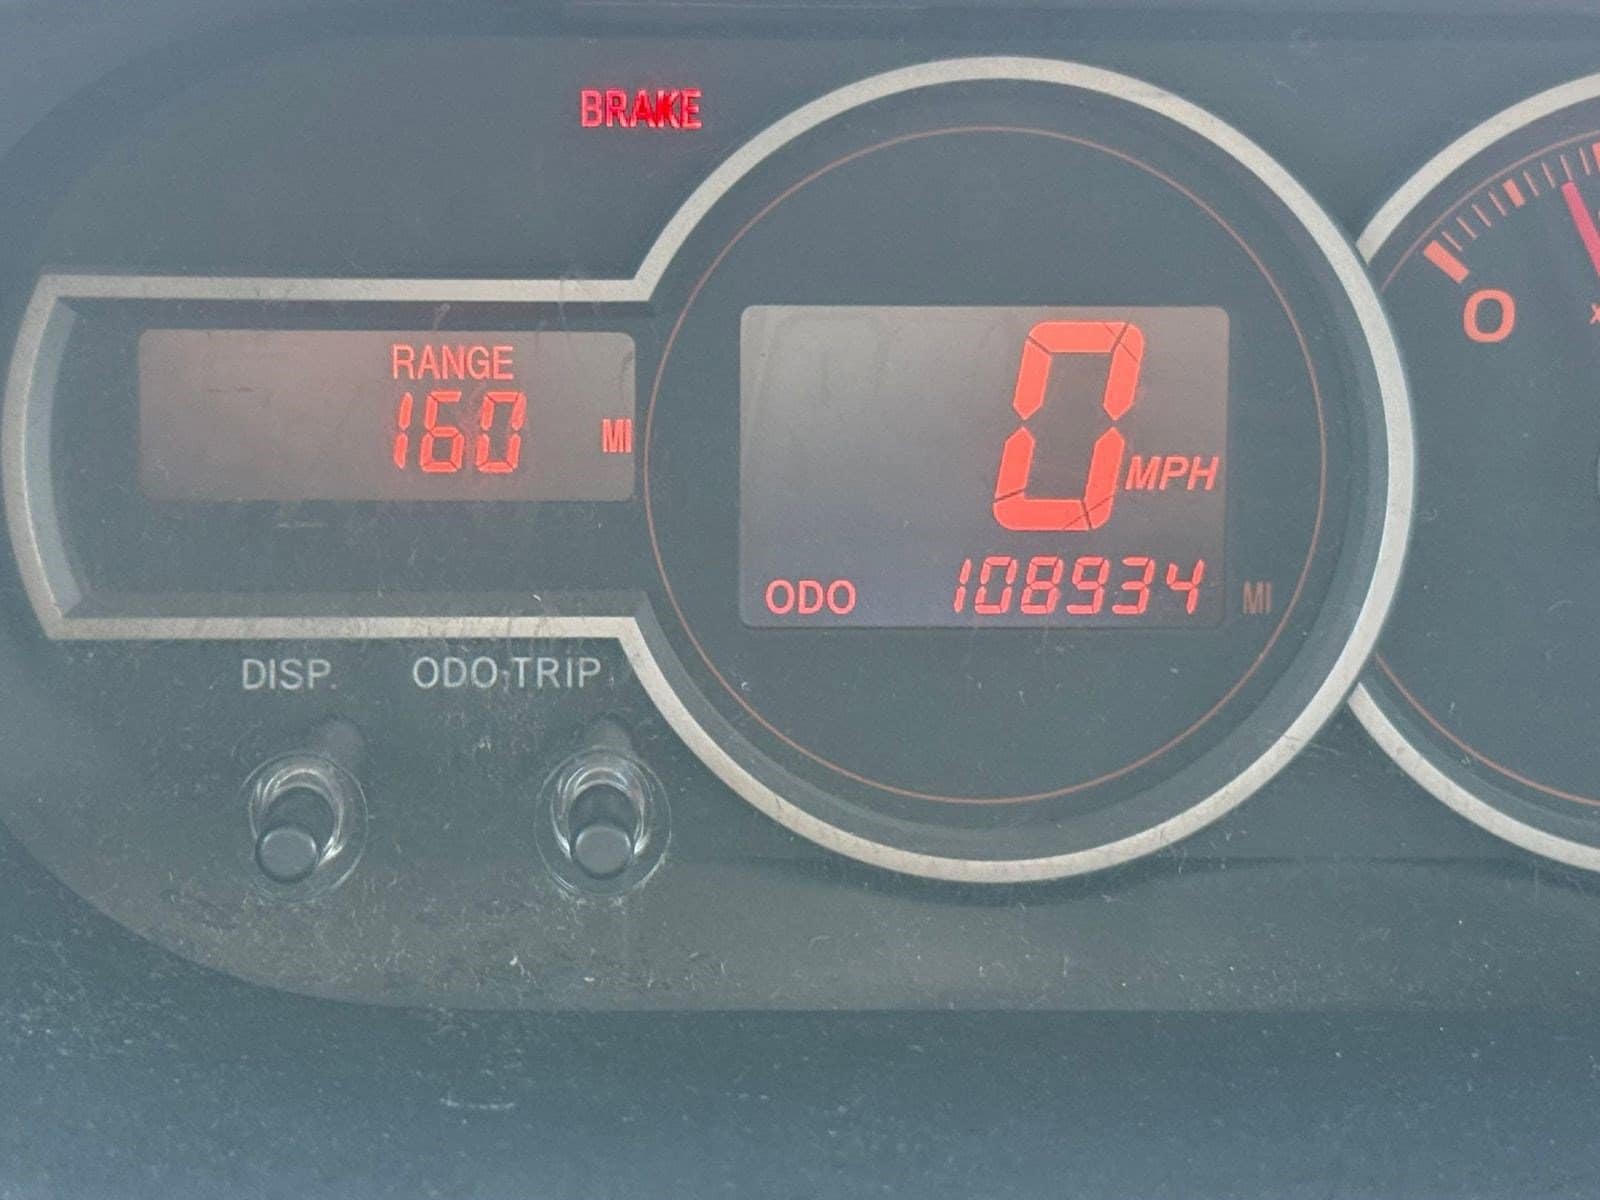 BRAKE
RANGE
160 MI
0 MPH
ODO 108934 MI
DISP. ODO·TRIP
0